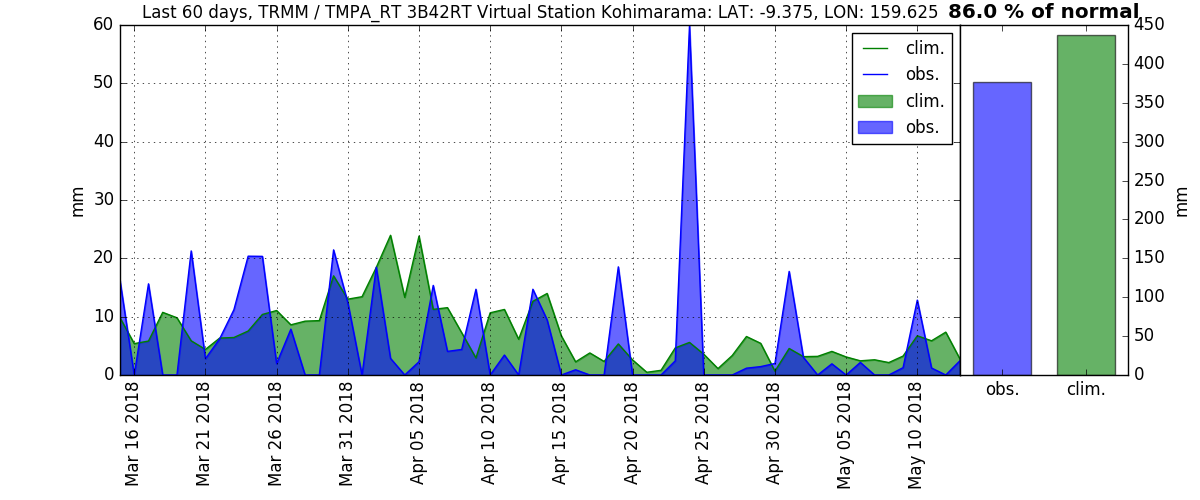 Last 60 days, TRMM / TMPA_RT 3B42RT Virtual Station Kohimarama: LAT: -9.375, LON: 159.625
86.0 % of normal
60
50
40
30
20
10
0
mm
clim.
obs.
clim.
obs.
Mar 16 2018
Mar 21 2018
Mar 26 2018
Mar 31 2018
Apr 05 2018
Apr 10 2018
Apr 15 2018
Apr 20 2018
Apr 25 2018
Apr 30 2018
May 05 2018
May 10 2018
450
400
350
300
250
200
150
100
50
0
mm
obs.
clim.